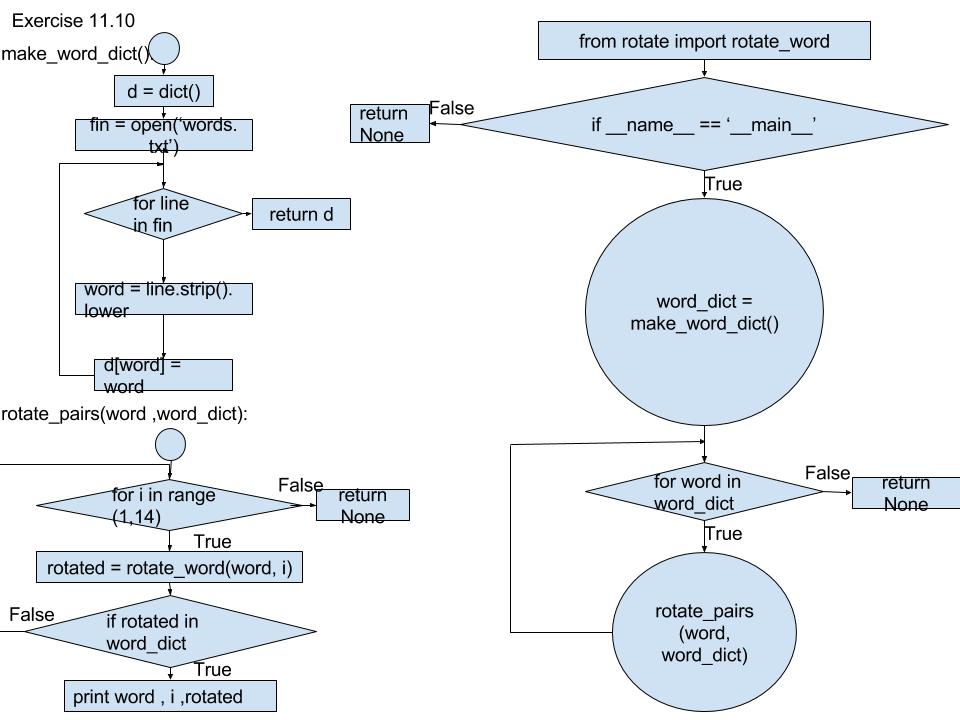 Exercise 11.10
make_word_dict()
d = dict()
fin = open(‘words.
txt’)
for line
in fin
return d
word = line.strip().
lower
d[word] =
word
rotate_pairs(word ,word_dict):
for i in range
(1,14)
False
return
None
True
rotated = rotate_word(word, i)
False
if rotated in
word_dict
True
print word , i ,rotated
from rotate import rotate_word
return
None
False
if __name__ == ‘__main__’
True
word_dict =
make_word_dict()
for word in
word_dict
False
return
None
True
rotate_pairs
(word,
word_dict)